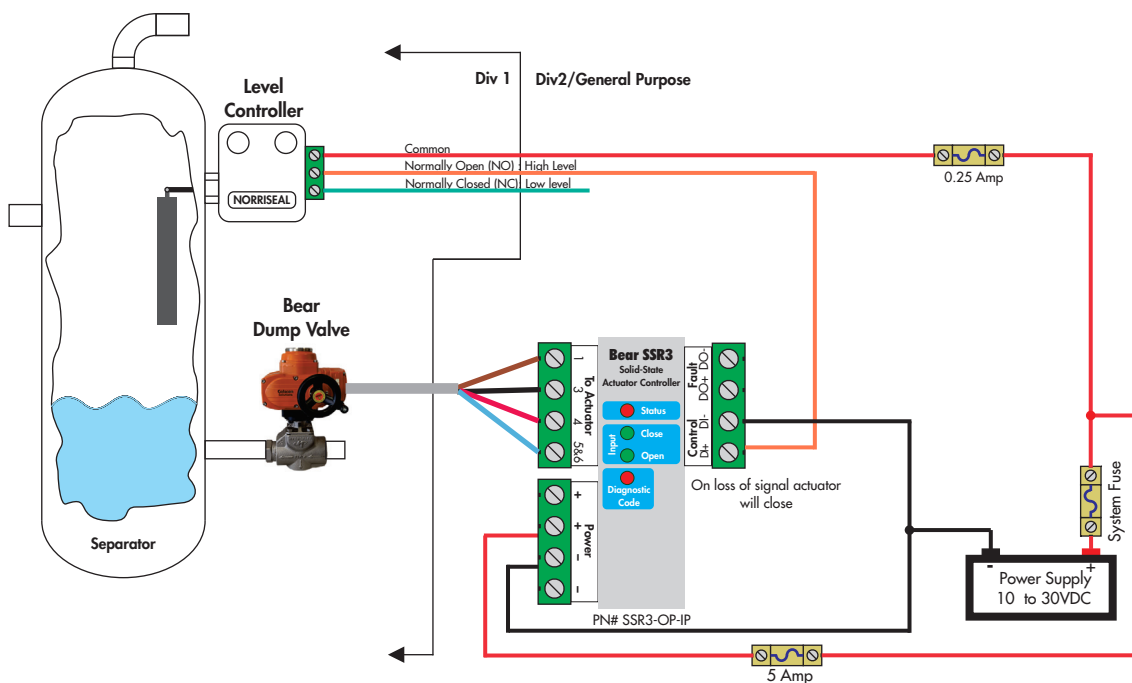 Div 1
Div2/General Purpose
Level
Controller
Common
Normally Open (NO) : High Level
Normally Closed (NC): Low level
NORRISEAL
0.25 Amp
Bear
Dump Valve
Separator
1
3
4
5&6
To Actuator
Bear SSR3
Solid-State
Actuator Controller
Status
Input
Close
Open
Diagnostic
Code
Fault
DO-
DO+
Control
DI-
DI+
On loss of signal actuator
will close
+
+
-
-
Power
PN# SSR3-OP-IP
System Fuse
-
+
Power Supply
10 to 30VDC
5 Amp